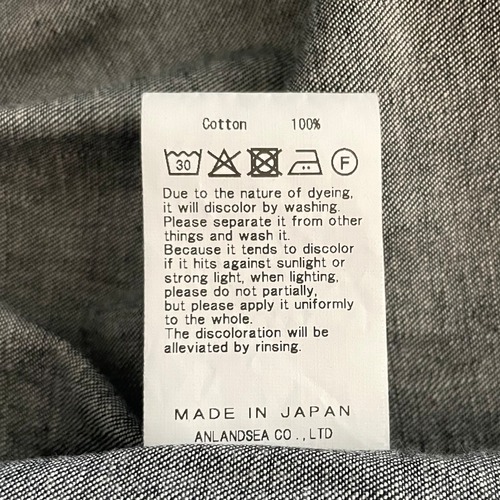 Cotton 100%
30 F
Due to the nature of dyeing,
it will discolor by washing.
Please separate it from other
things and wash it.
Because it tends to discolor
if it hits against sunlight or
strong light, when lighting,
please do not partially,
but please apply it uniformly
to the whole.
The discoloration will be
alleviated by rinsing.
MADE IN JAPAN
ANLANDSEA CO.,LTD